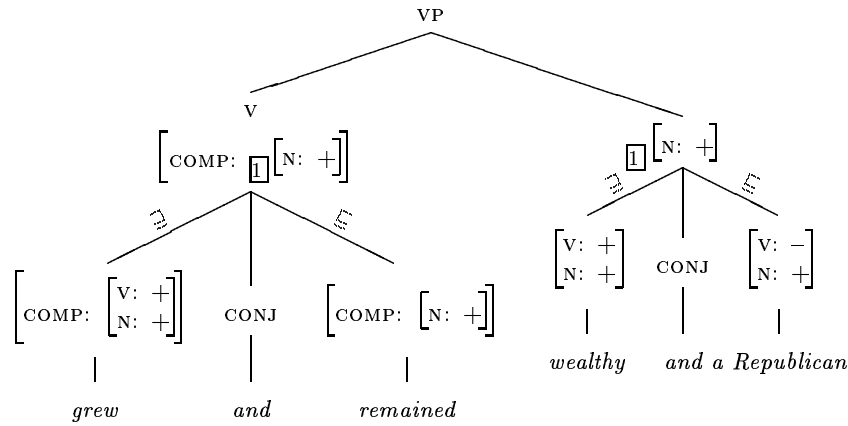 VP
V
[COMP: 1 [N: +]]
1 [N: +]
⊒ ⊑
⊒ ⊑
[V: +] CONJ [V: −]
[N: +] [N: +]
[COMP: [V: +]] CONJ [COMP: [N: +]]
[N: +]
wealthy and a Republican
grew and remained